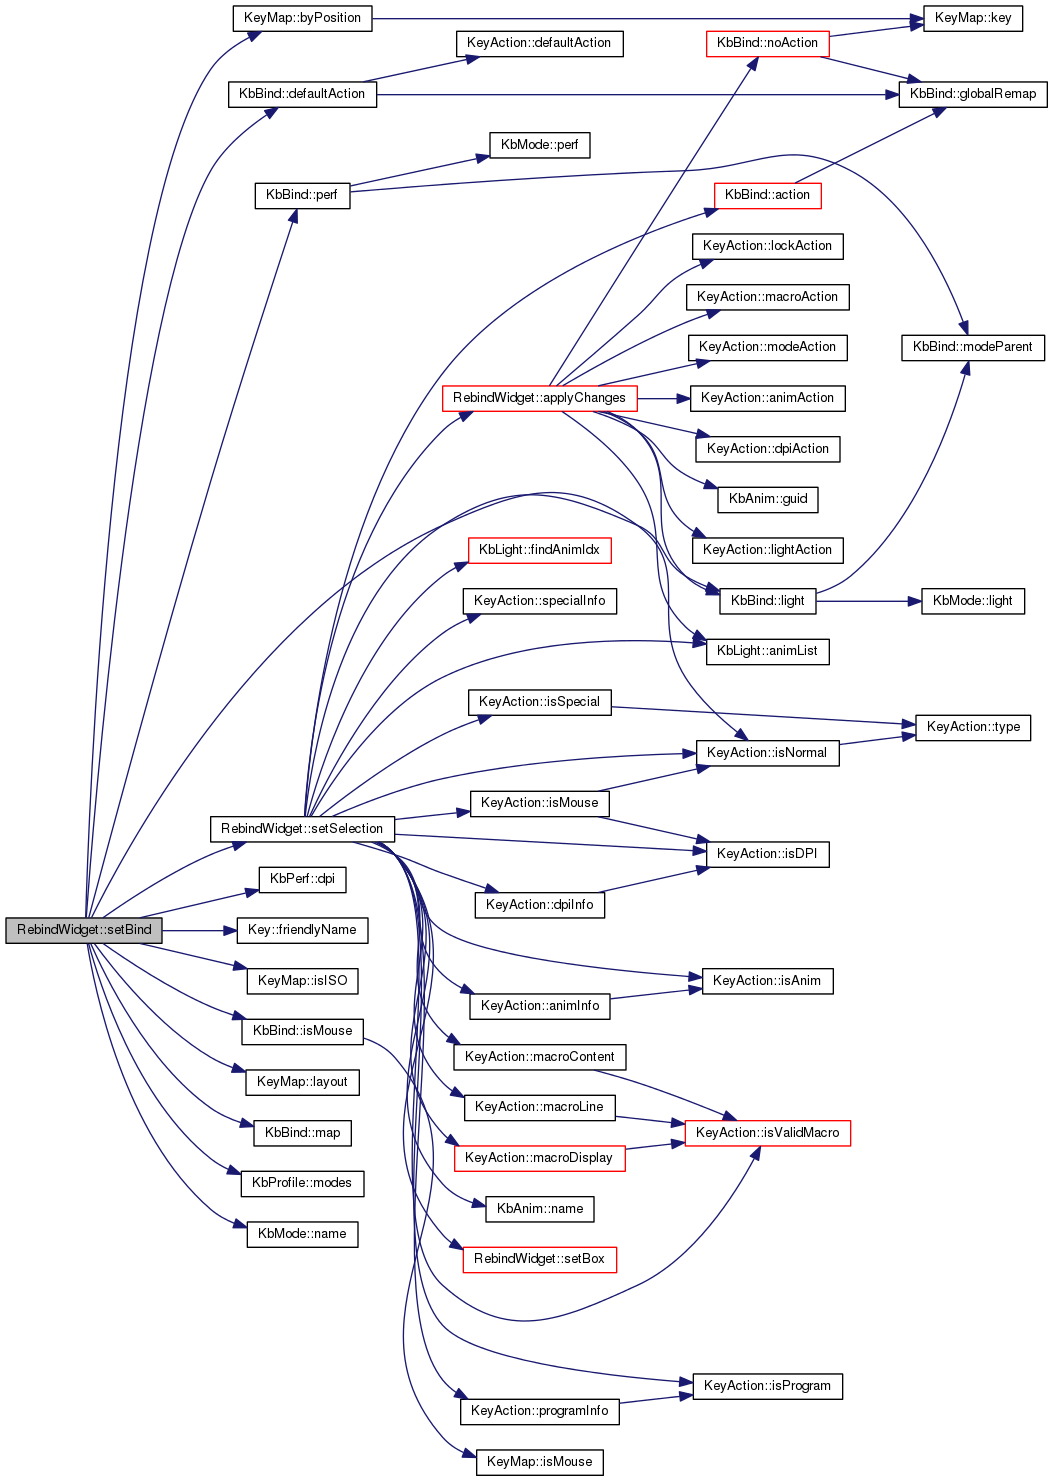 KeyMap::byPosition
KeyMap::key
KeyAction::defaultAction
KbBind::noAction
KbBind::defaultAction
KbBind::globalRemap
KbMode::perf
KbBind::perf
KbBind::action
KeyAction::lockAction
KeyAction::macroAction
KeyAction::modeAction
KbBind::modeParent
RebindWidget::applyChanges
KeyAction::animAction
KeyAction::dpiAction
KbAnim::guid
KbLight::findAnimIdx
KeyAction::lightAction
KeyAction::specialInfo
KbBind::light
KbMode::light
KbLight::animList
KeyAction::isSpecial
KeyAction::type
KeyAction::isNormal
KeyAction::isMouse
RebindWidget::setSelection
KeyAction::isDPI
KbPerf::dpi
KeyAction::dpiInfo
RebindWidget::setBind
Key::friendlyName
KeyMap::isISO
KeyAction::isAnim
KeyAction::animInfo
KbBind::isMouse
KeyAction::macroContent
KeyMap::layout
KeyAction::macroLine
KbBind::map
KeyAction::isValidMacro
KeyAction::macroDisplay
KbProfile::modes
KbAnim::name
KbMode::name
RebindWidget::setBox
KeyAction::isProgram
KeyAction::programInfo
KeyMap::isMouse